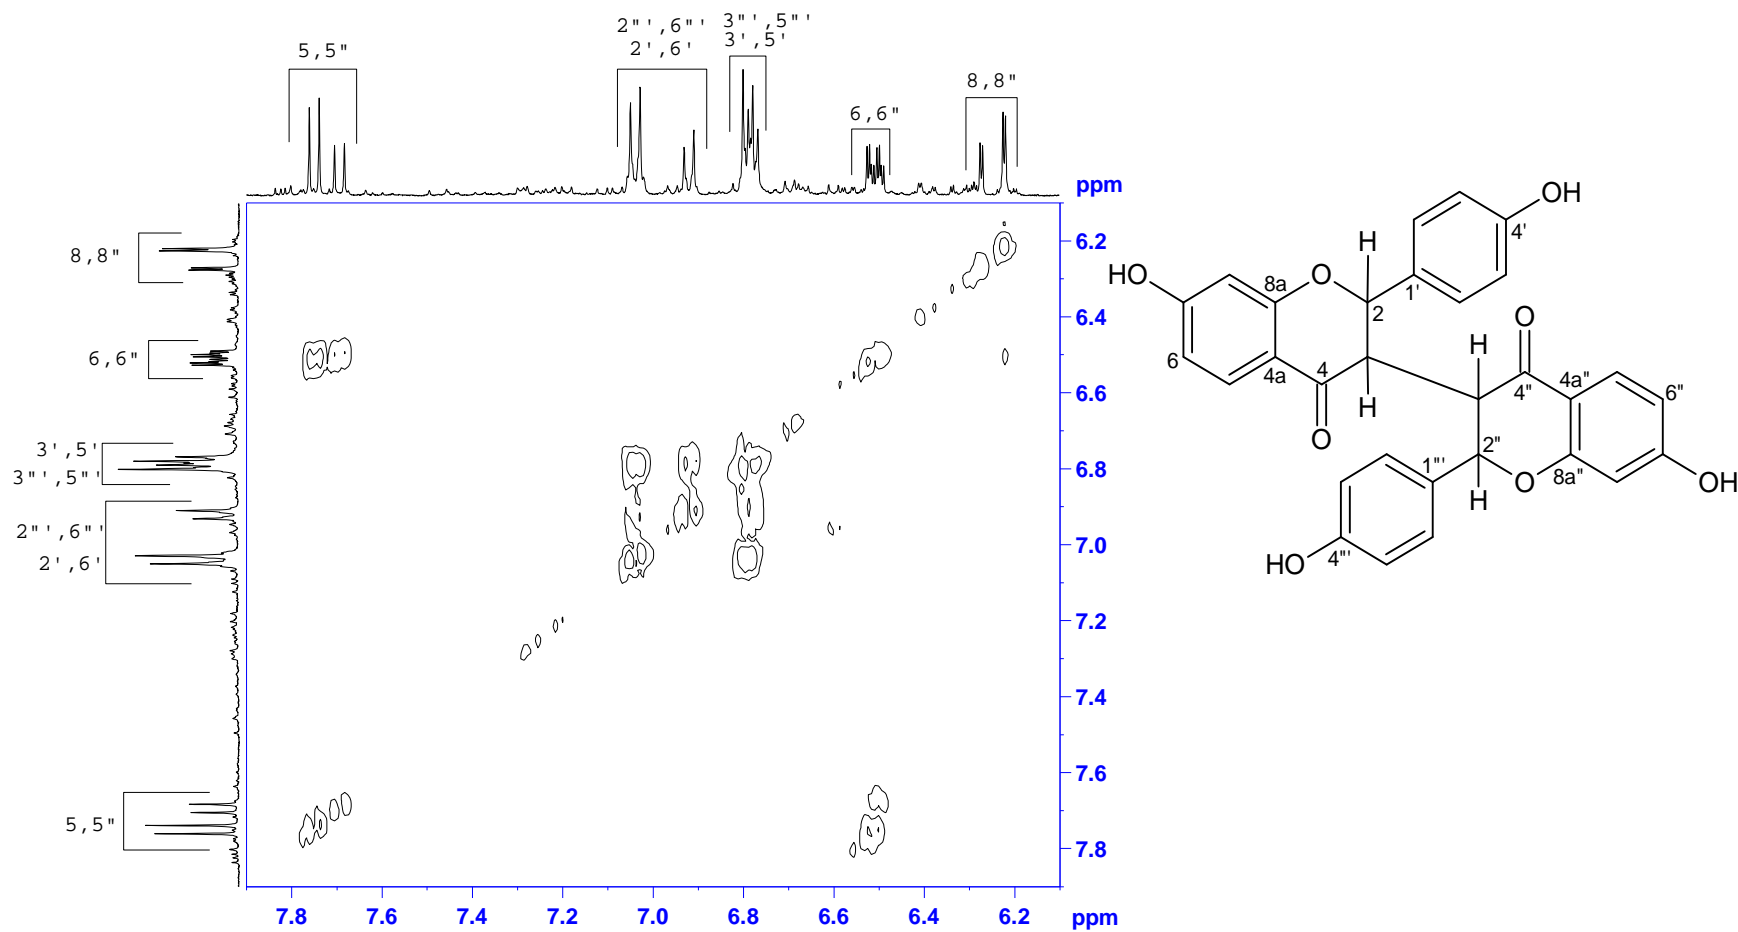 5,5"
2"',6"'
2',6'
3"',5"'
3',5'
6,6"
8,8"
ppm
8,8"
6,6"
3',5'
3"',5"'
2"',6"'
2',6'
5,5"
6.2
6.4
6.6
6.8
7.0
7.2
7.4
7.6
7.8
7.8
7.6
7.4
7.2
7.0
6.8
6.6
6.4
6.2
ppm
OH
4'
H
HO
8a
O
1'
2
O
H
6
4a
4
4"
4a"
6"
H
O
2"
1"'
8a"
O
H
OH
HO
4"'